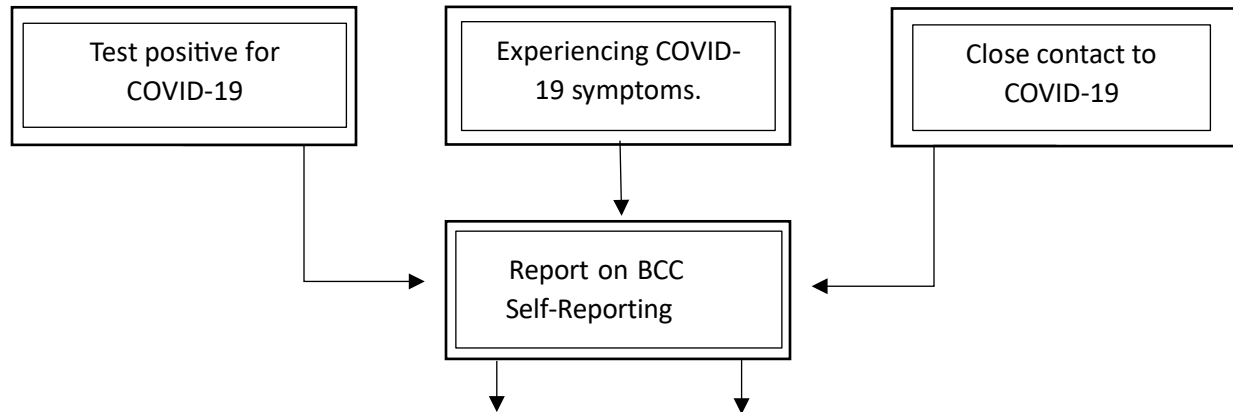 Test positive for
COVID-19
Experiencing COVID-
19 symptoms.
Close contact to
COVID-19
Report on BCC
Self-Reporting